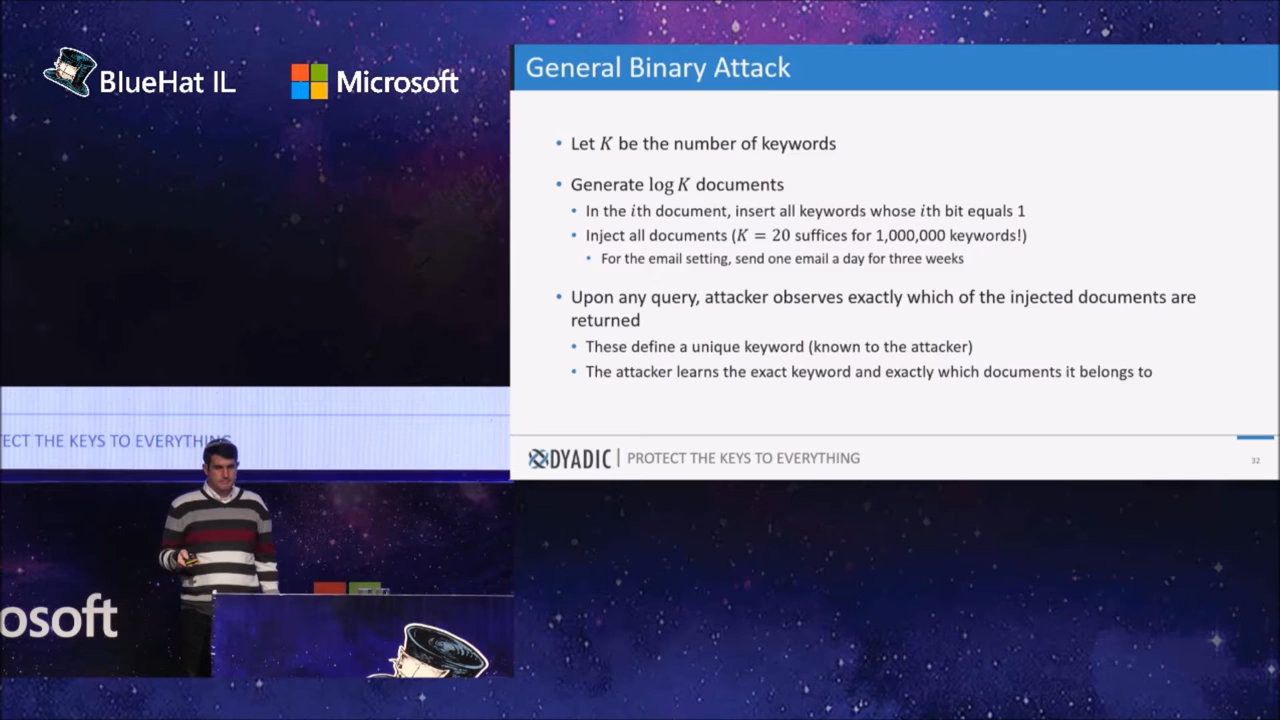 BlueHat IL
Microsoft
General Binary Attack
• Let K be the number of keywords
• Generate log K documents
• In the ith document, insert all keywords whose ith bit equals 1
• Inject all documents (K = 20 suffices for 1,000,000 keywords!)
• For the email setting, send one email a day for three weeks
• Upon any query, attacker observes exactly which of the injected documents are
returned
• These define a unique keyword (known to the attacker)
• The attacker learns the exact keyword and exactly which documents it belongs to
DYADIC | PROTECT THE KEYS TO EVERYTHING
32
ECT THE KEYS TO EVERYTHING
osoft